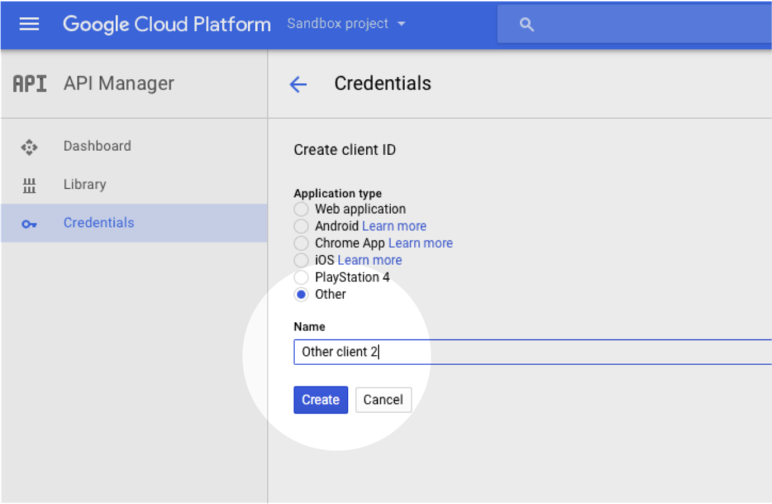 Google Cloud Platform Sandbox project
API API Manager
Credentials
Dashboard
Library
Credentials
Create client ID
Application type
Web application
Android Learn more
Chrome App Learn more
iOS Learn more
PlayStation 4
Other
Name
Other client 2
Create Cancel